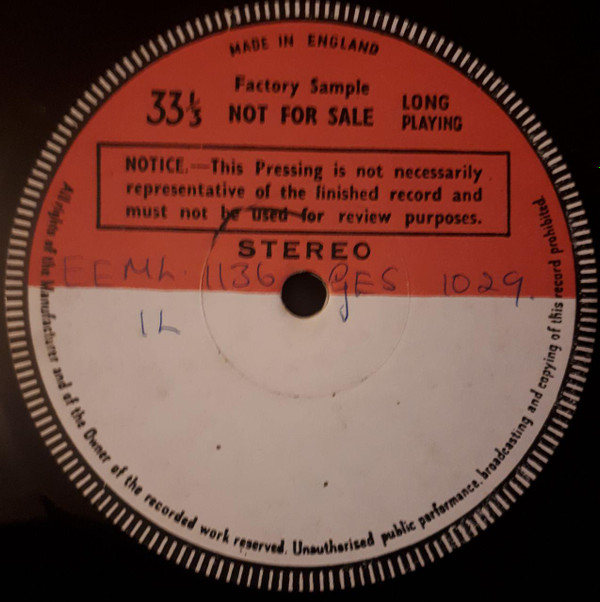 MADE IN ENGLAND
Factory Sample
33⅓ NOT FOR SALE LONG PLAYING
NOTICE.—This Pressing is not necessarily
representative of the finished record and
must not be used for review purposes.
STEREO
EEML. 1136 GES 1029.
1L
All rights of the Manufacturer and of the Owner of the recorded work reserved. Unauthorised public performance, broadcasting and copying of this record prohibited.